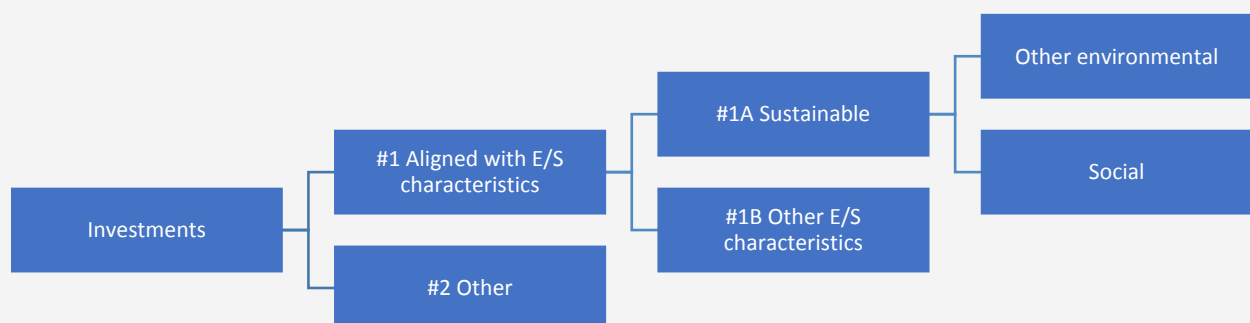 Investments
#1 Aligned with E/S
characteristics
#2 Other
#1A Sustainable
#1B Other E/S
characteristics
Other environmental
Social